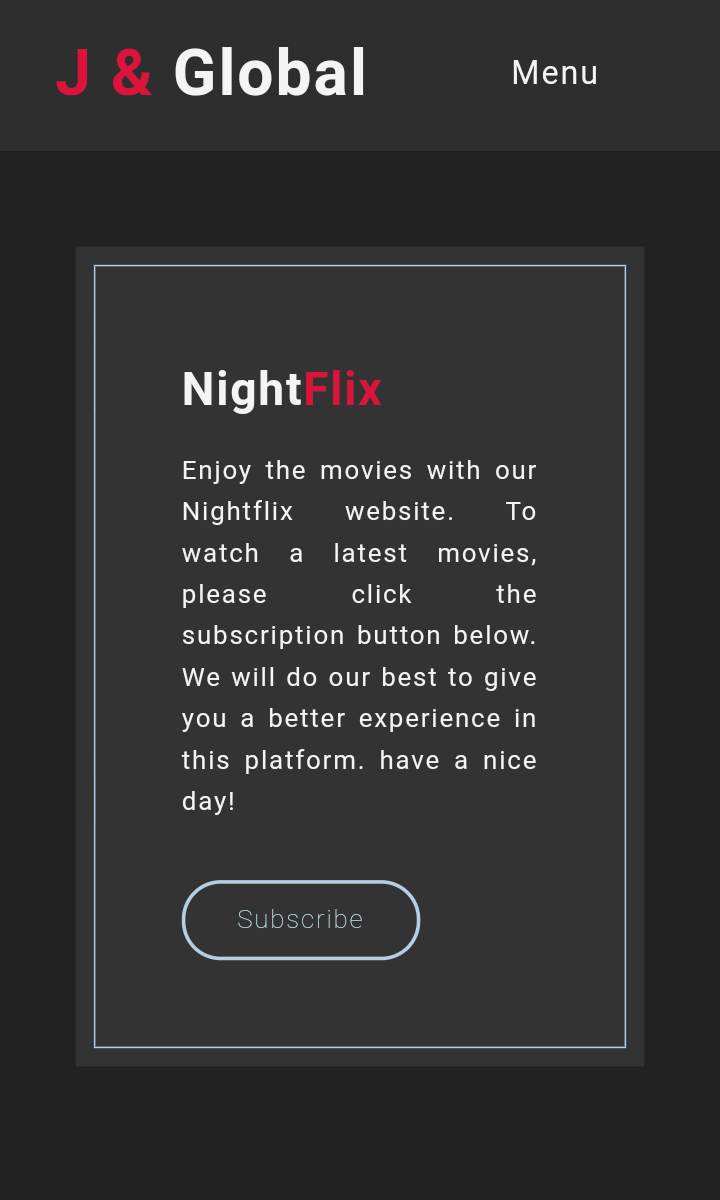 J & Global
Menu
NightFlix
Enjoy the movies with our
Nightflix website. To
watch a latest movies,
please click the
subscription button below.
We will do our best to give
you a better experience in
this platform. have a nice
day!
Subscribe